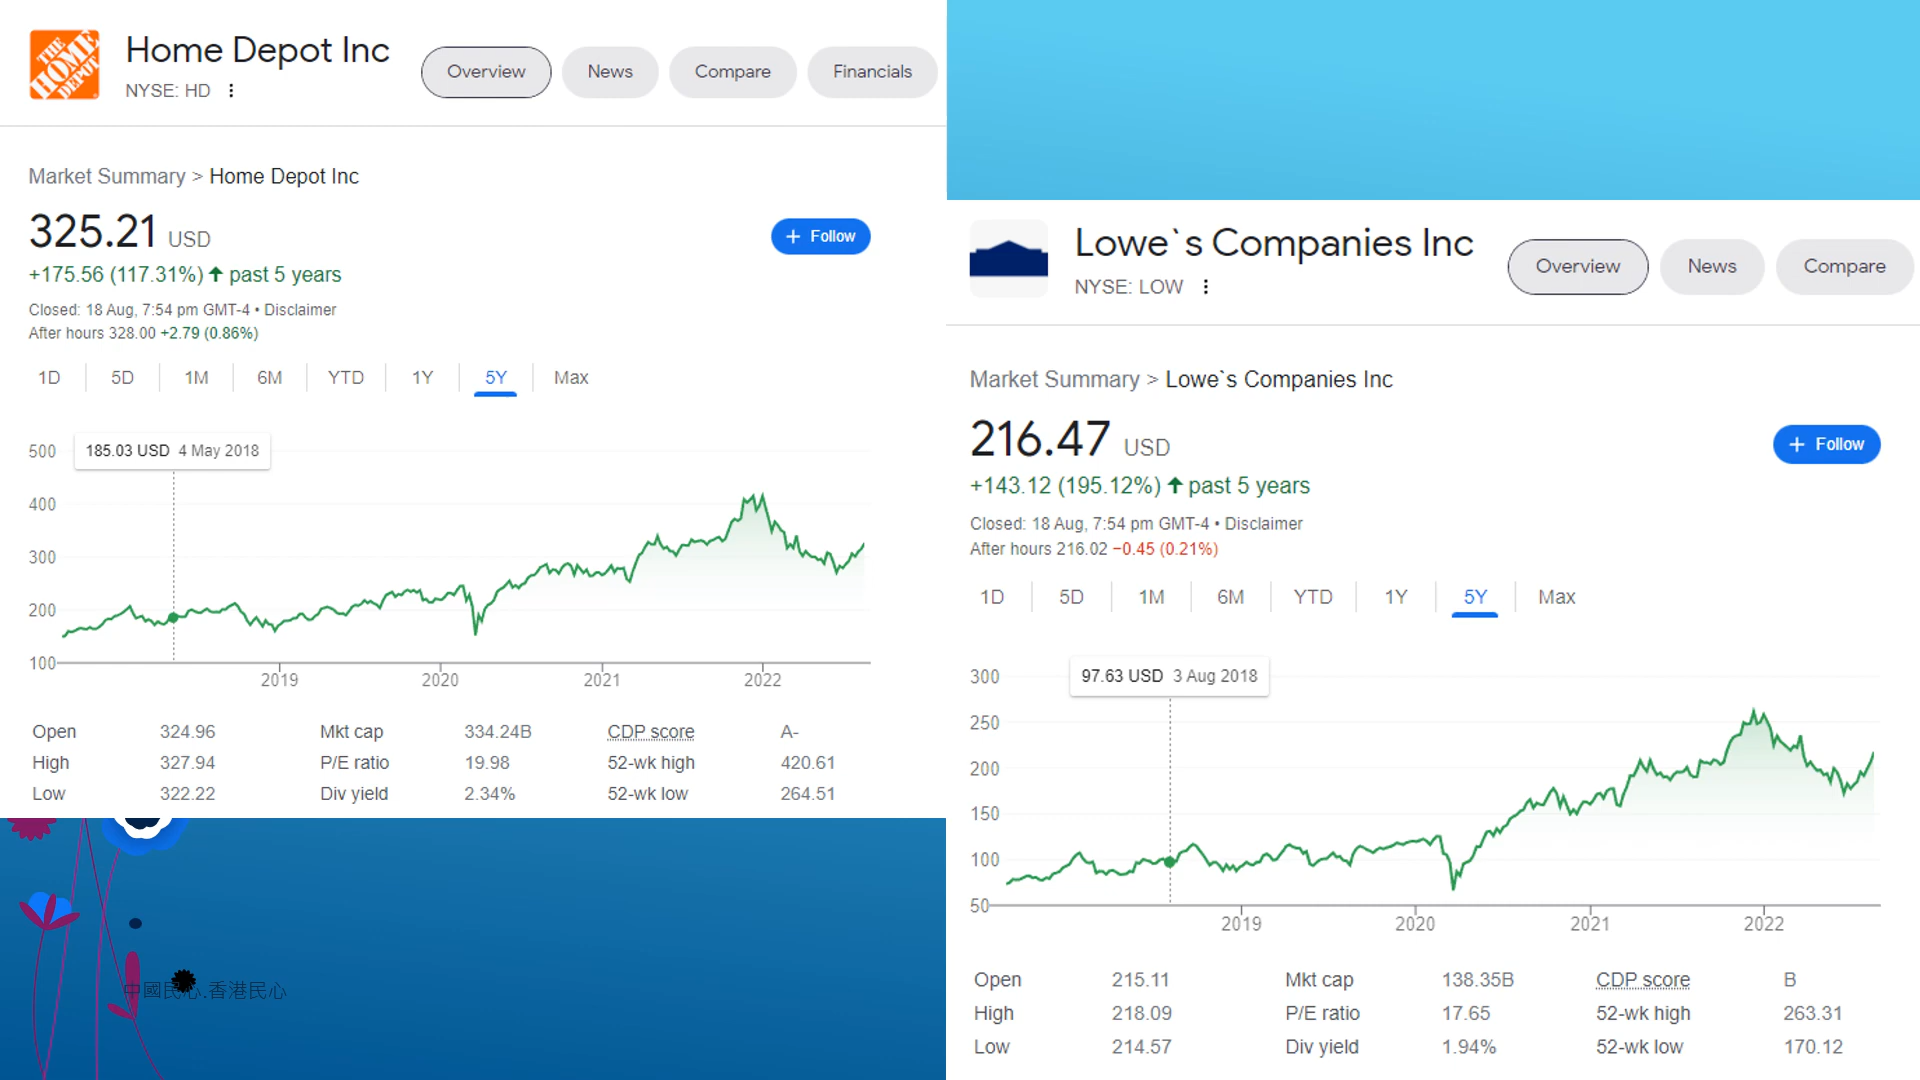 THE HOME DEPOT
Home Depot Inc
NYSE: HD
Overview
News
Compare
Financials
Market Summary > Home Depot Inc
325.21 USD
+ Follow
+175.56 (117.31%) ↑ past 5 years
Closed: 18 Aug, 7:54 pm GMT-4 • Disclaimer
After hours 328.00 +2.79 (0.86%)
1D 5D 1M 6M YTD 1Y 5Y Max
185.03 USD 4 May 2018
500
400
300
200
100
2019 2020 2021 2022
Open 324.96 Mkt cap 334.24B CDP score A-
High 327.94 P/E ratio 19.98 52-wk high 420.61
Low 322.22 Div yield 2.34% 52-wk low 264.51
中國民心.香港民心
Lowe`s Companies Inc
NYSE: LOW
Overview
News
Compare
Market Summary > Lowe`s Companies Inc
216.47 USD
+ Follow
+143.12 (195.12%) ↑ past 5 years
Closed: 18 Aug, 7:54 pm GMT-4 • Disclaimer
After hours 216.02 −0.45 (0.21%)
1D 5D 1M 6M YTD 1Y 5Y Max
97.63 USD 3 Aug 2018
300
250
200
150
100
50
2019 2020 2021 2022
Open 215.11 Mkt cap 138.35B CDP score B
High 218.09 P/E ratio 17.65 52-wk high 263.31
Low 214.57 Div yield 1.94% 52-wk low 170.12